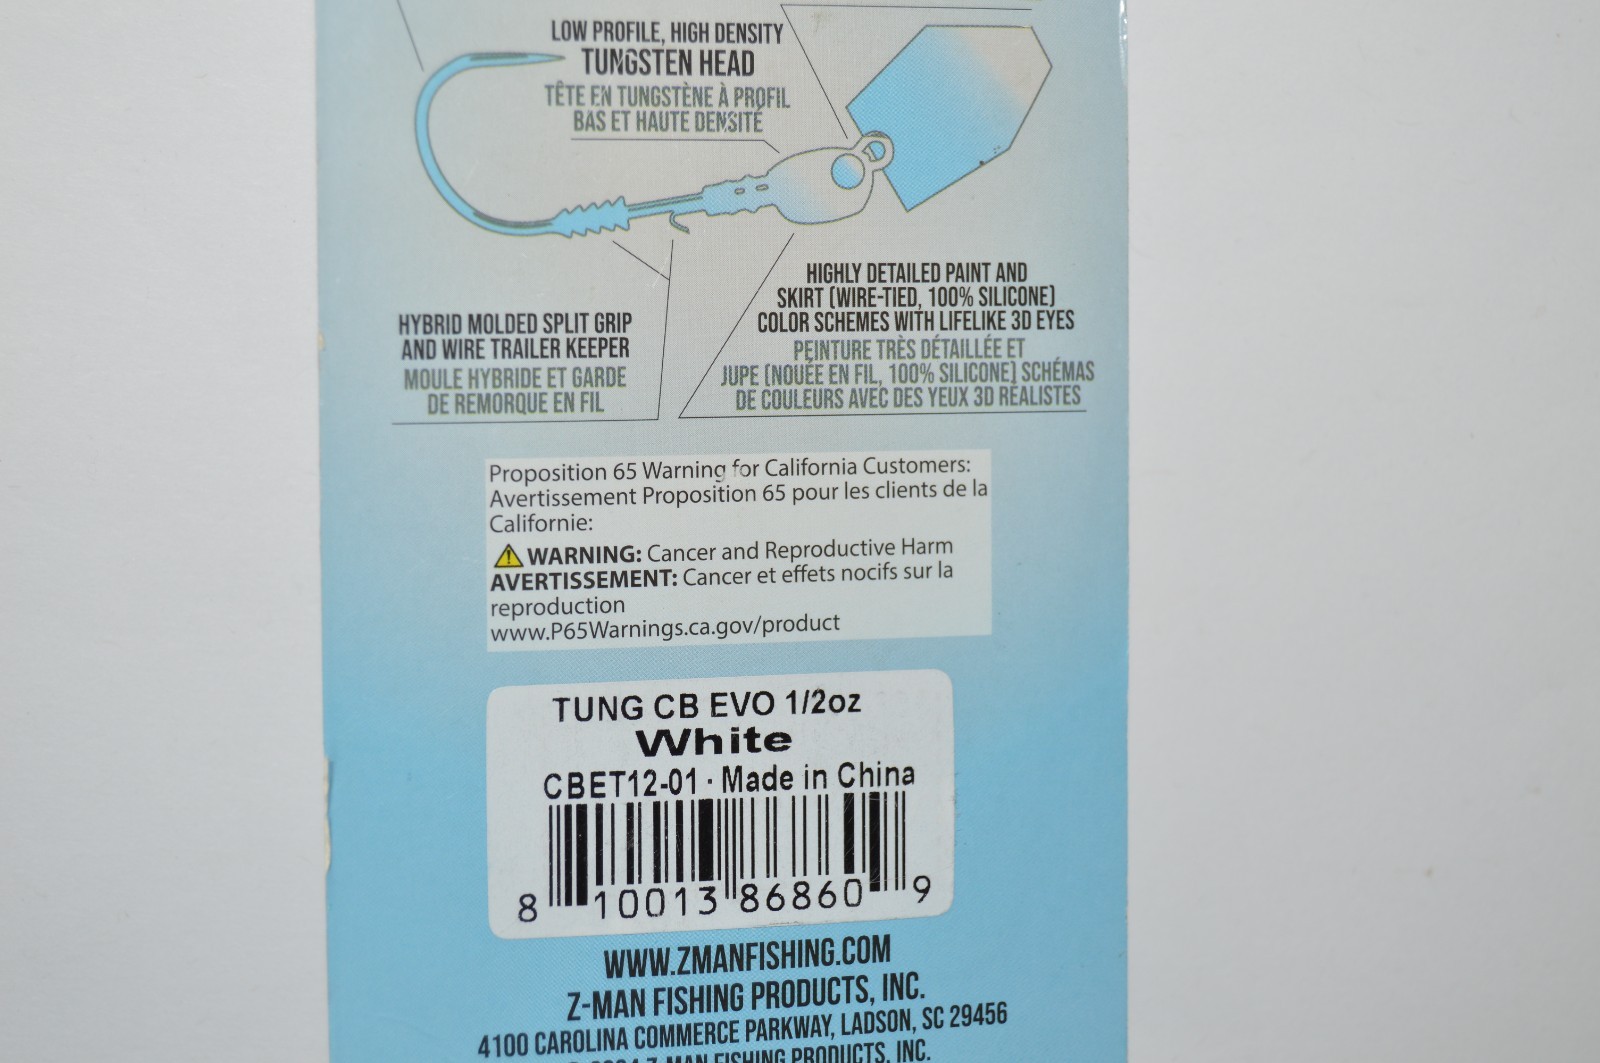 LOW PROFILE, HIGH DENSITY
TUNGSTEN HEAD
TÊTE EN TUNGSTÈNE À PROFIL
BAS ET HAUTE DENSITÉ
HIGHLY DETAILED PAINT AND
SKIRT (WIRE-TIED, 100% SILICONE)
COLOR SCHEMES WITH LIFELIKE 3D EYES
PEINTURE TRÈS DÉTAILLÉE ET
JUPE (NOUÉE EN FIL, 100% SILICONE) SCHÉMAS
DE COULEURS AVEC DES YEUX 3D RÉALISTES
HYBRID MOLDED SPLIT GRIP
AND WIRE TRAILER KEEPER
MOULE HYBRIDE ET GARDE
DE REMORQUE EN FIL
Proposition 65 Warning for California Customers:
Avertissement Proposition 65 pour les clients de la
Californie:
WARNING: Cancer and Reproductive Harm
AVERTISSEMENT: Cancer et effets nocifs sur la
reproduction
www.P65Warnings.ca.gov/product
TUNG CB EVO 1/2oz
White
CBET12-01 · Made in China
8 10013 86860 9
WWW.ZMANFISHING.COM
Z-MAN FISHING PRODUCTS, INC.
4100 CAROLINA COMMERCE PARKWAY, LADSON, SC 29456
Z-MAN FISHING PRODUCTS, INC.